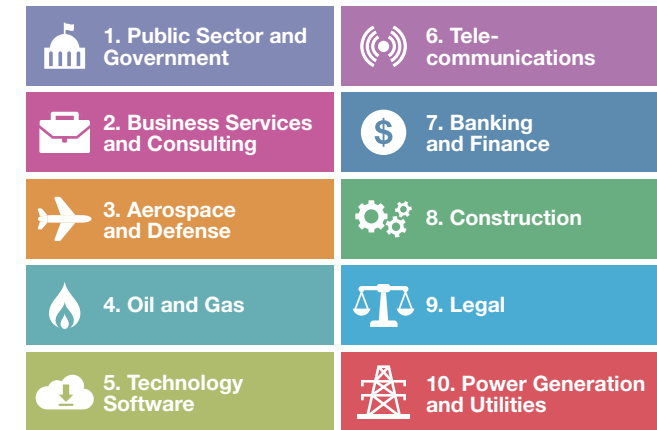 1. Public Sector and
Government
2. Business Services
and Consulting
3. Aerospace
and Defense
4. Oil and Gas
5. Technology
Software
6. Tele-
communications
7. Banking
and Finance
$
8. Construction
9. Legal
10. Power Generation
and Utilities